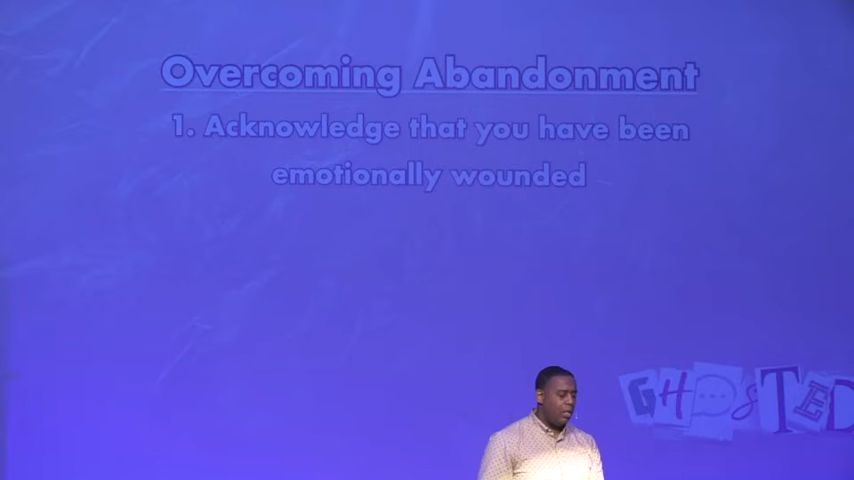 Overcoming Abandonment
1. Acknowledge that you have been
emotionally wounded
GHOSTED